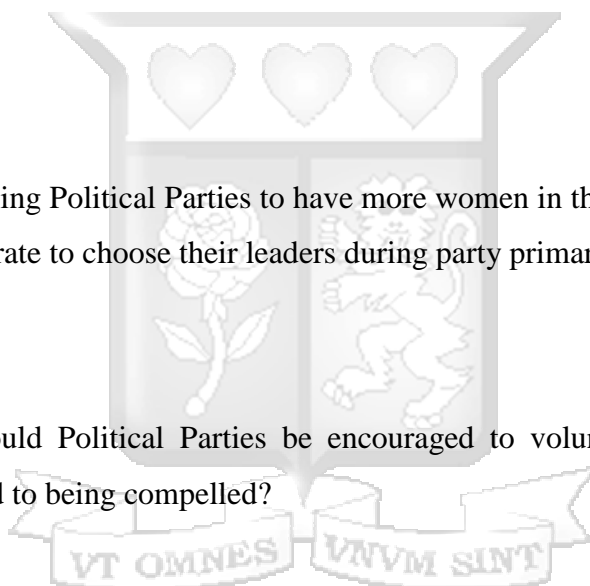 ing Political Parties to have more women in th
rate to choose their leaders during party primar
ould Political Parties be encouraged to volun
d to being compelled?
VT OMNES VNVM SINT